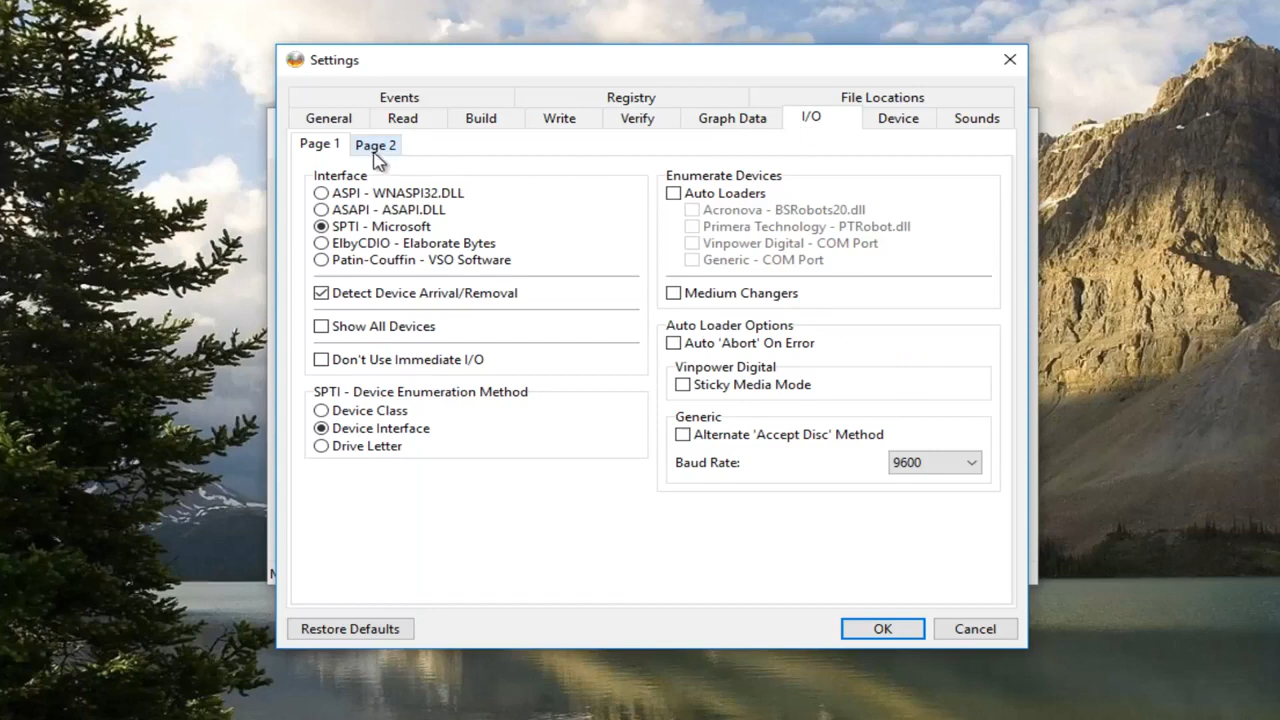 Settings
Events Registry File Locations
General Read Build Write Verify Graph Data I/O Device Sounds
Page 1 Page 2
Interface
ASPI - WNASPI32.DLL
ASAPI - ASAPI.DLL
SPTI - Microsoft
ElbyCDIO - Elaborate Bytes
Patin-Couffin - VSO Software
Detect Device Arrival/Removal
Show All Devices
Don't Use Immediate I/O
SPTI - Device Enumeration Method
Device Class
Device Interface
Drive Letter
Enumerate Devices
Auto Loaders
Acronova - BSRobots20.dll
Primera Technology - PTRobot.dll
Vinpower Digital - COM Port
Generic - COM Port
Medium Changers
Auto Loader Options
Auto 'Abort' On Error
Vinpower Digital
Sticky Media Mode
Generic
Alternate 'Accept Disc' Method
Baud Rate: 9600
Restore Defaults OK Cancel